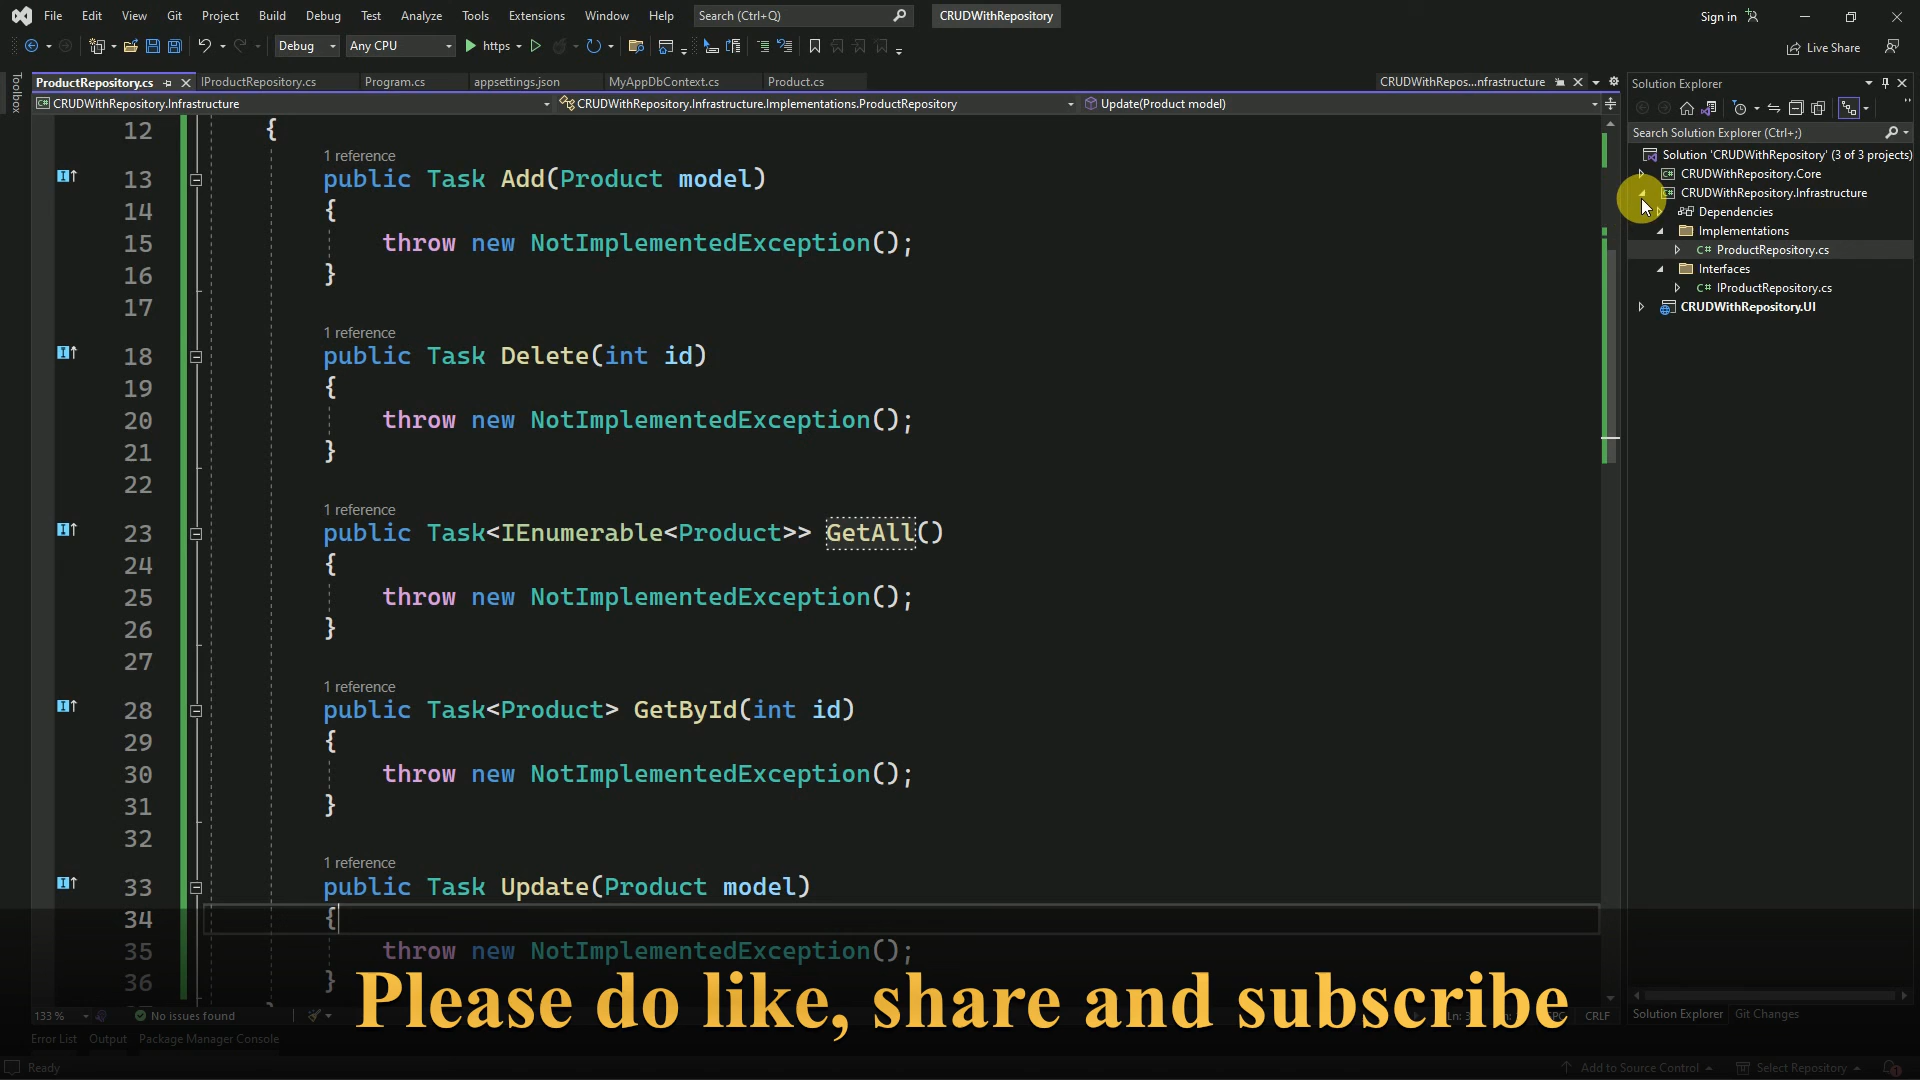 File Edit View Git Project Build Debug Test Analyze Tools Extensions Window Help Search (Ctrl+Q) CRUDWithRepository Sign in
Debug Any CPU https Live Share
Toolbox
ProductRepository.cs IProductRepository.cs Program.cs appsettings.json MyAppDbContext.cs Product.cs CRUDWithRepos...nfrastructure
CRUDWithRepository.Infrastructure CRUDWithRepository.Infrastructure.Implementations.ProductRepository Update(Product model)
12 {
1 reference
13 public Task Add(Product model)
14 {
15 throw new NotImplementedException();
16 }
17
1 reference
18 public Task Delete(int id)
19 {
20 throw new NotImplementedException();
21 }
22
1 reference
23 public Task<IEnumerable<Product>> GetAll()
24 {
25 throw new NotImplementedException();
26 }
27
1 reference
28 public Task<Product> GetById(int id)
29 {
30 throw new NotImplementedException();
31 }
32
1 reference
33 public Task Update(Product model)
34 {
35 throw new NotImplementedException();
36 }
133 % No issues found CRLF
Please do like, share and subscribe
Error List Output Package Manager Console
Ready Add to Source Control Select Repository
Solution Explorer
Search Solution Explorer (Ctrl+;)
Solution 'CRUDWithRepository' (3 of 3 projects)
CRUDWithRepository.Core
CRUDWithRepository.Infrastructure
Dependencies
Implementations
C# ProductRepository.cs
Interfaces
C# IProductRepository.cs
CRUDWithRepository.UI
Solution Explorer Git Changes